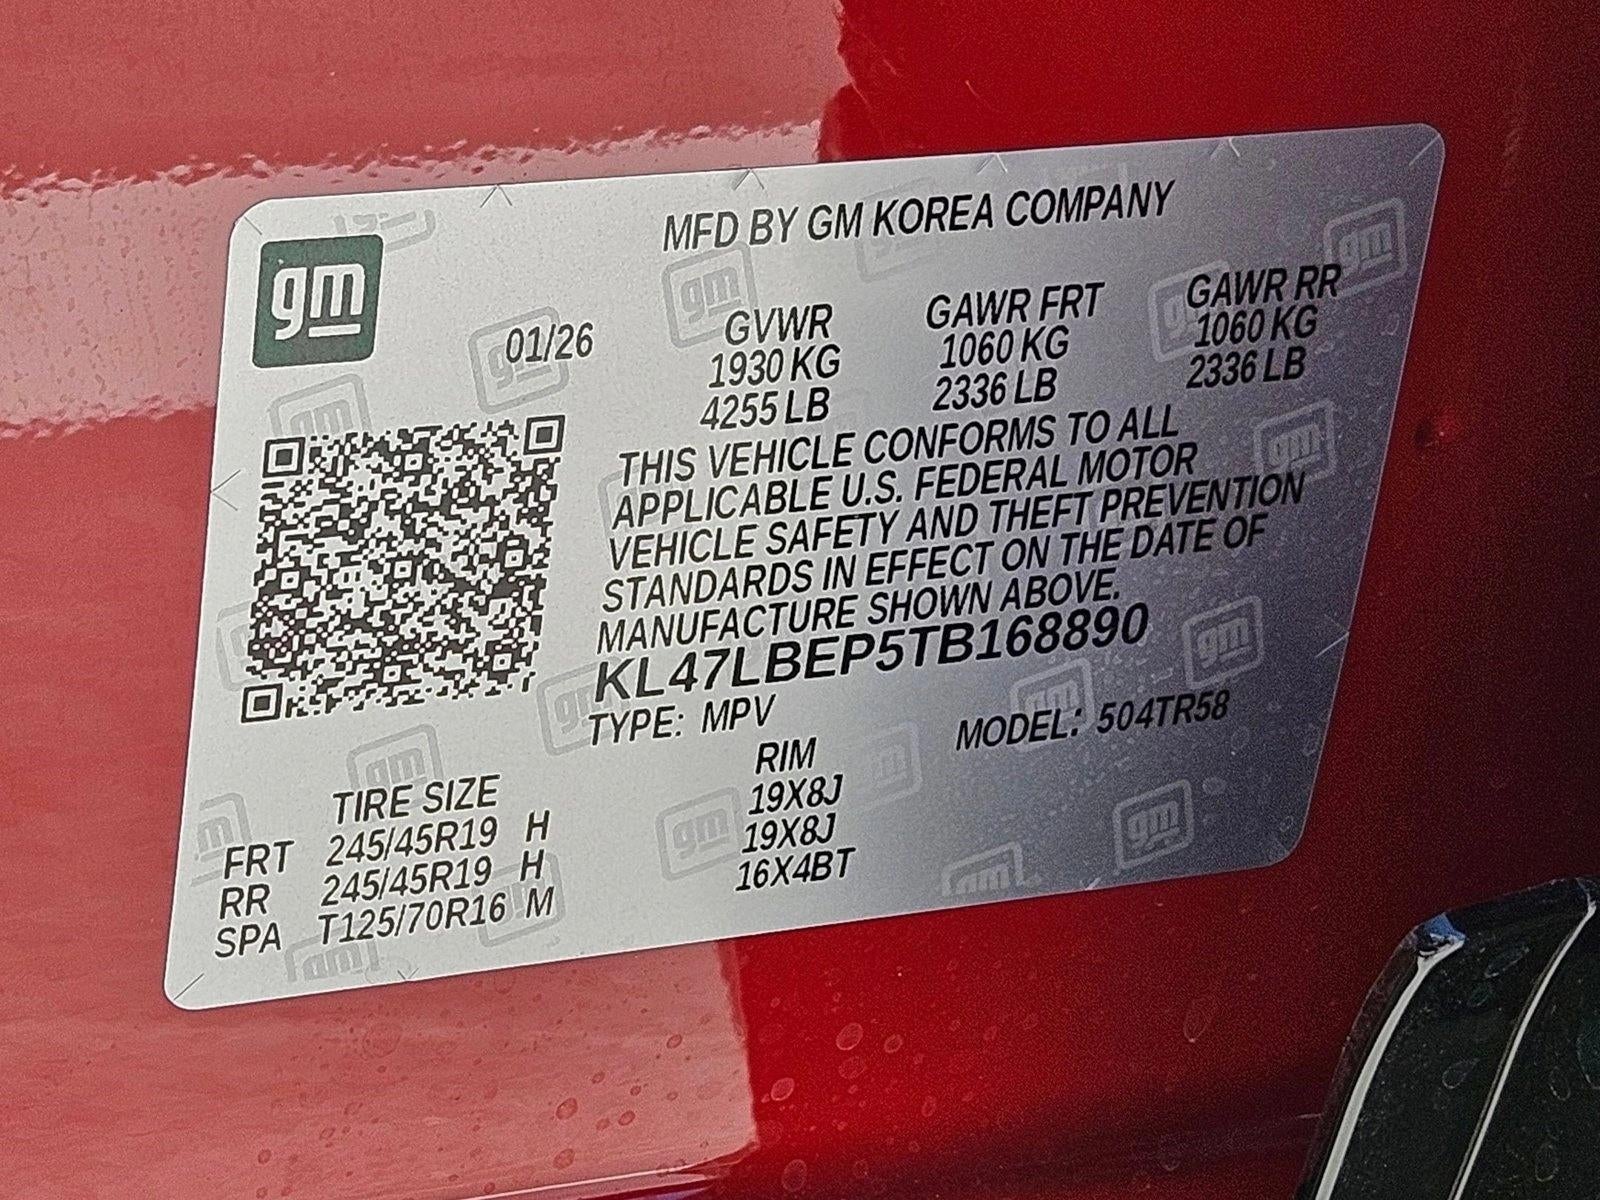 gm
MFD BY GM KOREA COMPANY
01/26
GVWR GAWR FRT GAWR RR
1930 KG 1060 KG 1060 KG
4255 LB 2336 LB 2336 LB
THIS VEHICLE CONFORMS TO ALL
APPLICABLE U.S. FEDERAL MOTOR
VEHICLE SAFETY AND THEFT PREVENTION
STANDARDS IN EFFECT ON THE DATE OF
MANUFACTURE SHOWN ABOVE.
KL47LBEP5TB168890
TYPE: MPV MODEL: 504TR58
TIRE SIZE RIM
FRT 245/45R19 H 19X8J
RR 245/45R19 H 19X8J
SPA T125/70R16 M 16X4BT